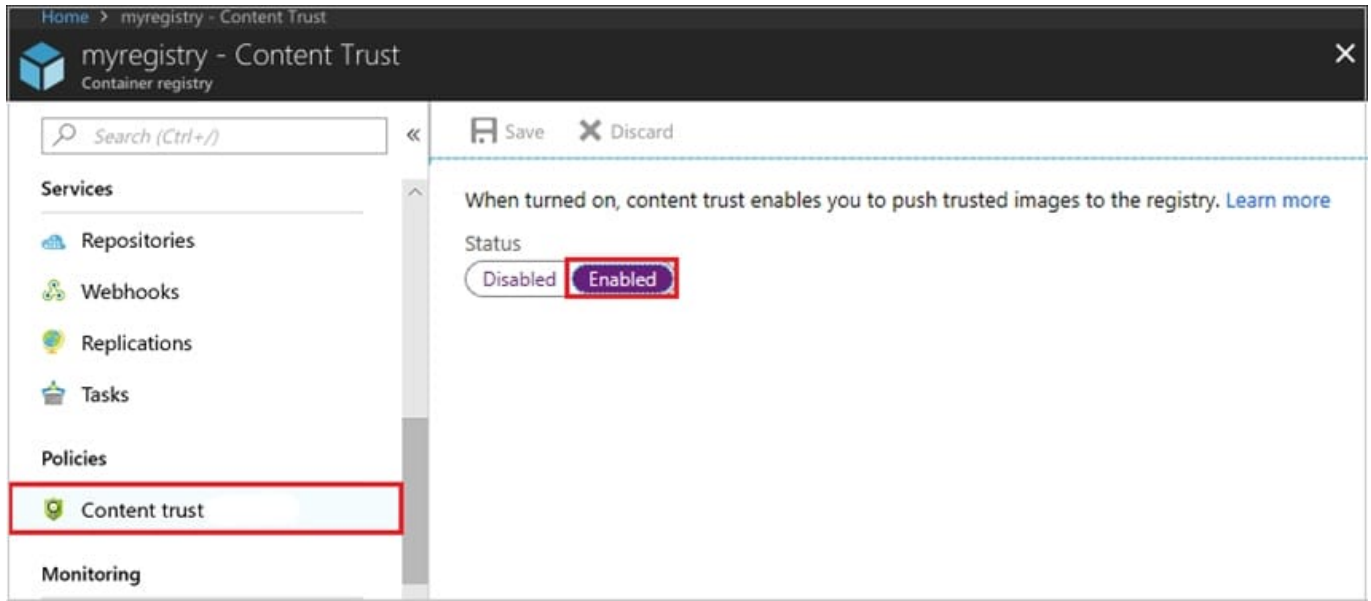 Home > myregistry - Content Trust
myregistry - Content Trust
Container registry
Search (Ctrl+/)
Services
Repositories
Webhooks
Replications
Tasks
Policies
Content trust
Monitoring
Save Discard
When turned on, content trust enables you to push trusted images to the registry. Learn more
Status
Disabled Enabled